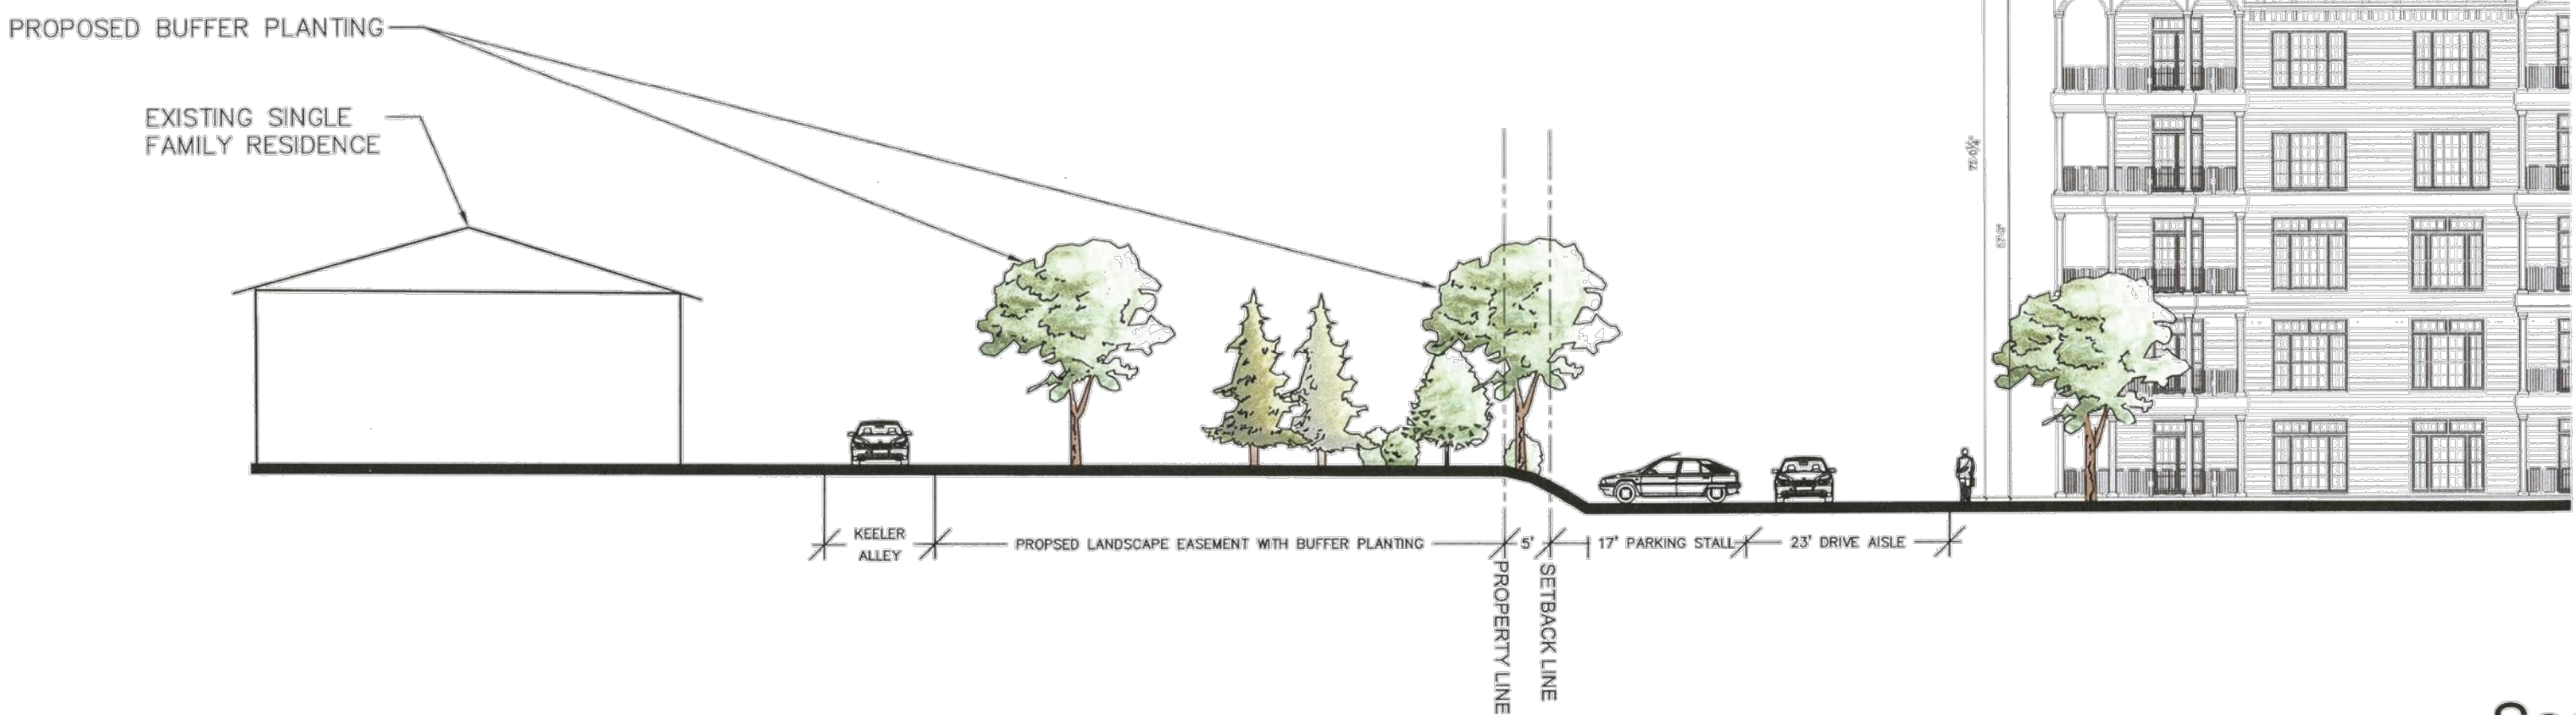 PROPOSED BUFFER PLANTING
EXISTING SINGLE
FAMILY RESIDENCE
KEELER
ALLEY
PROPSED LANDSCAPE EASEMENT WITH BUFFER PLANTING
5'
17' PARKING STALL
23' DRIVE AISLE
PROPERTY LINE
SETBACK LINE